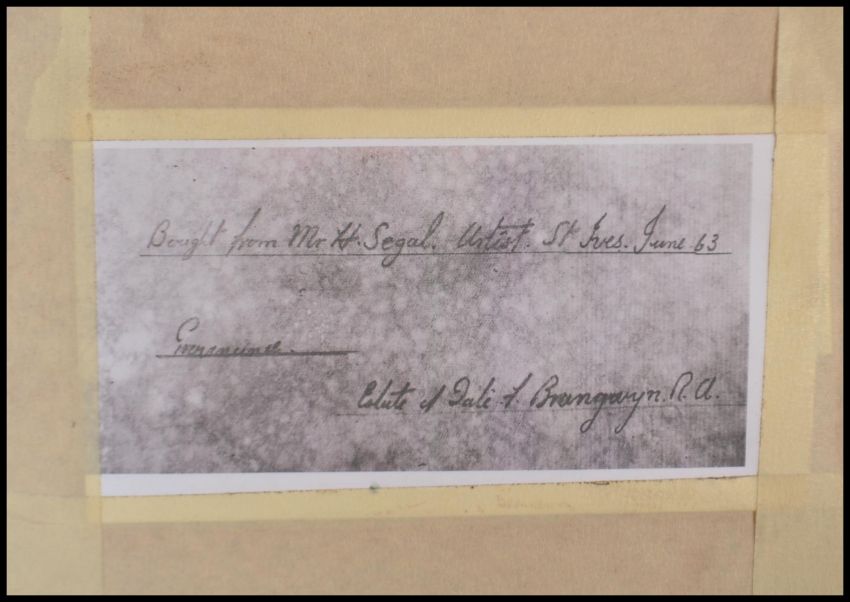 Bought from Mr H. Segal. Artist. St Ives. June 63
Estate of Late F. Brangwyn. R.A.